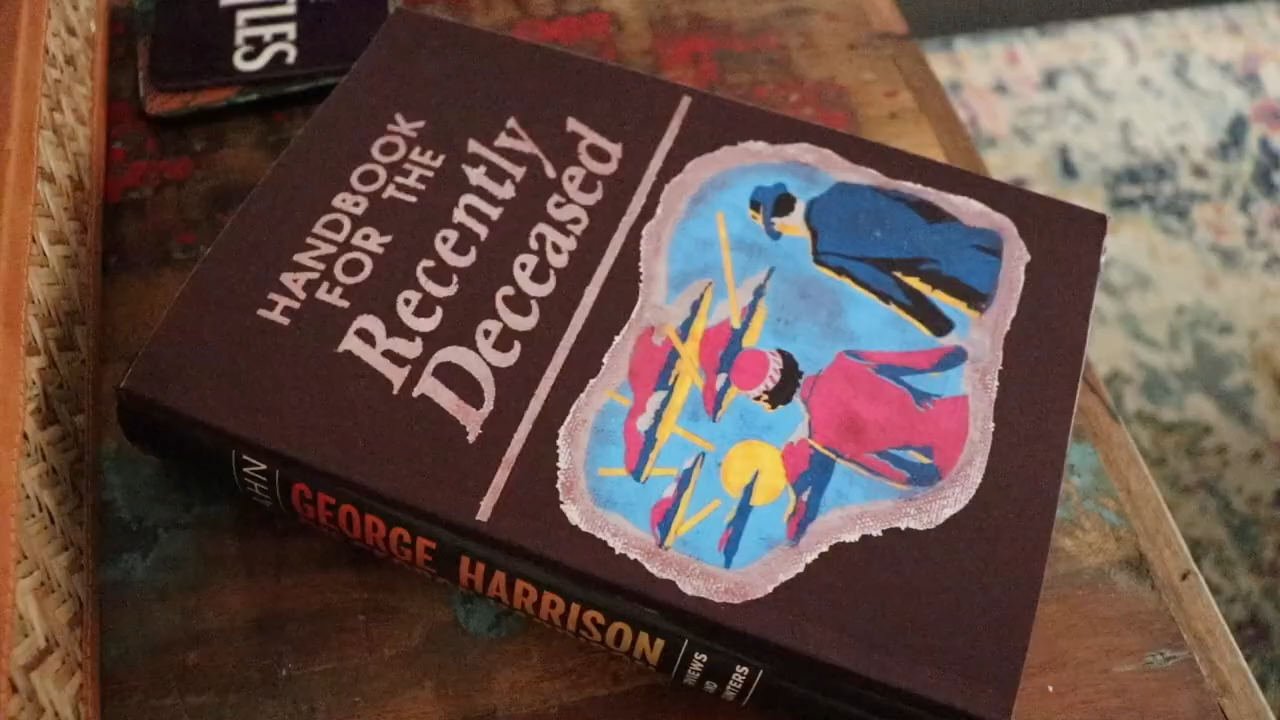 HANDBOOK
FOR THE
Recently
Deceased
GEORGE HARRISON